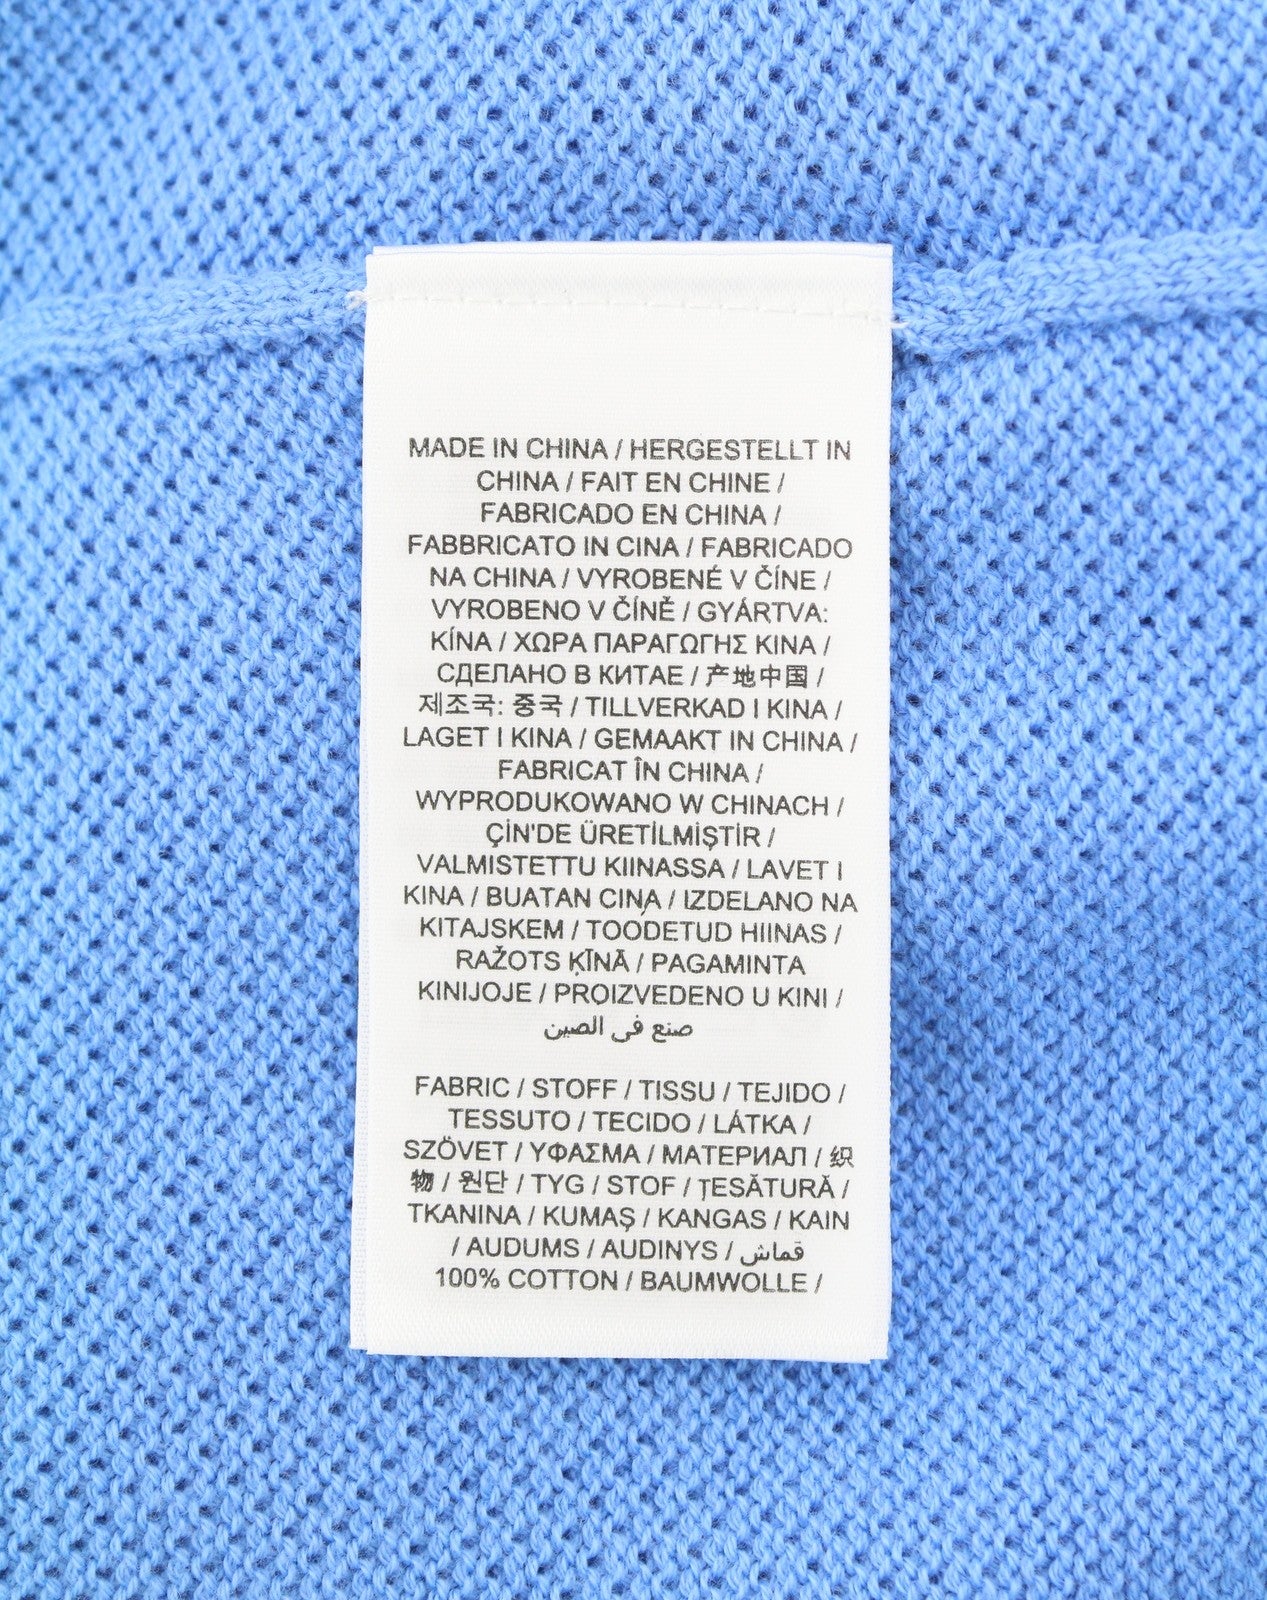 MADE IN CHINA / HERGESTELLT IN
CHINA / FAIT EN CHINE /
FABRICADO EN CHINA /
FABBRICATO IN CINA / FABRICADO
NA CHINA / VYROBENÉ V ČÍNE /
VYROBENO V ČÍNĚ / GYÁRTVA:
KÍNA / ΧΩΡΑ ΠΑΡΑΓΩΓΗΣ ΚΙΝΑ /
СДЕЛАНО В КИТАЕ / 产地中国 /
제조국: 중국 / TILLVERKAD I KINA /
LAGET I KINA / GEMAAKT IN CHINA /
FABRICAT ÎN CHINA /
WYPRODUKOWANO W CHINACH /
ÇİN'DE ÜRETİLMİŞTİR /
VALMISTETTU KIINASSA / LAVET I
KINA / BUATAN CINA / IZDELANO NA
KITAJSKEM / TOODETUD HIINAS /
RAŽOTS ĶĪNĀ / PAGAMINTA
KINIJOJE / PROIZVEDENO U KINI /
صنع في الصين
FABRIC / STOFF / TISSU / TEJIDO /
TESSUTO / TECIDO / LÁTKA /
SZÖVET / ΥΦΑΣΜΑ / МАТЕРИАЛ / 织
物 / 원단 / TYG / STOF / ȚESĂTURĂ /
TKANINA / KUMAŞ / KANGAS / KAIN
/ AUDUMS / AUDINYS / قماش
100% COTTON / BAUMWOLLE /